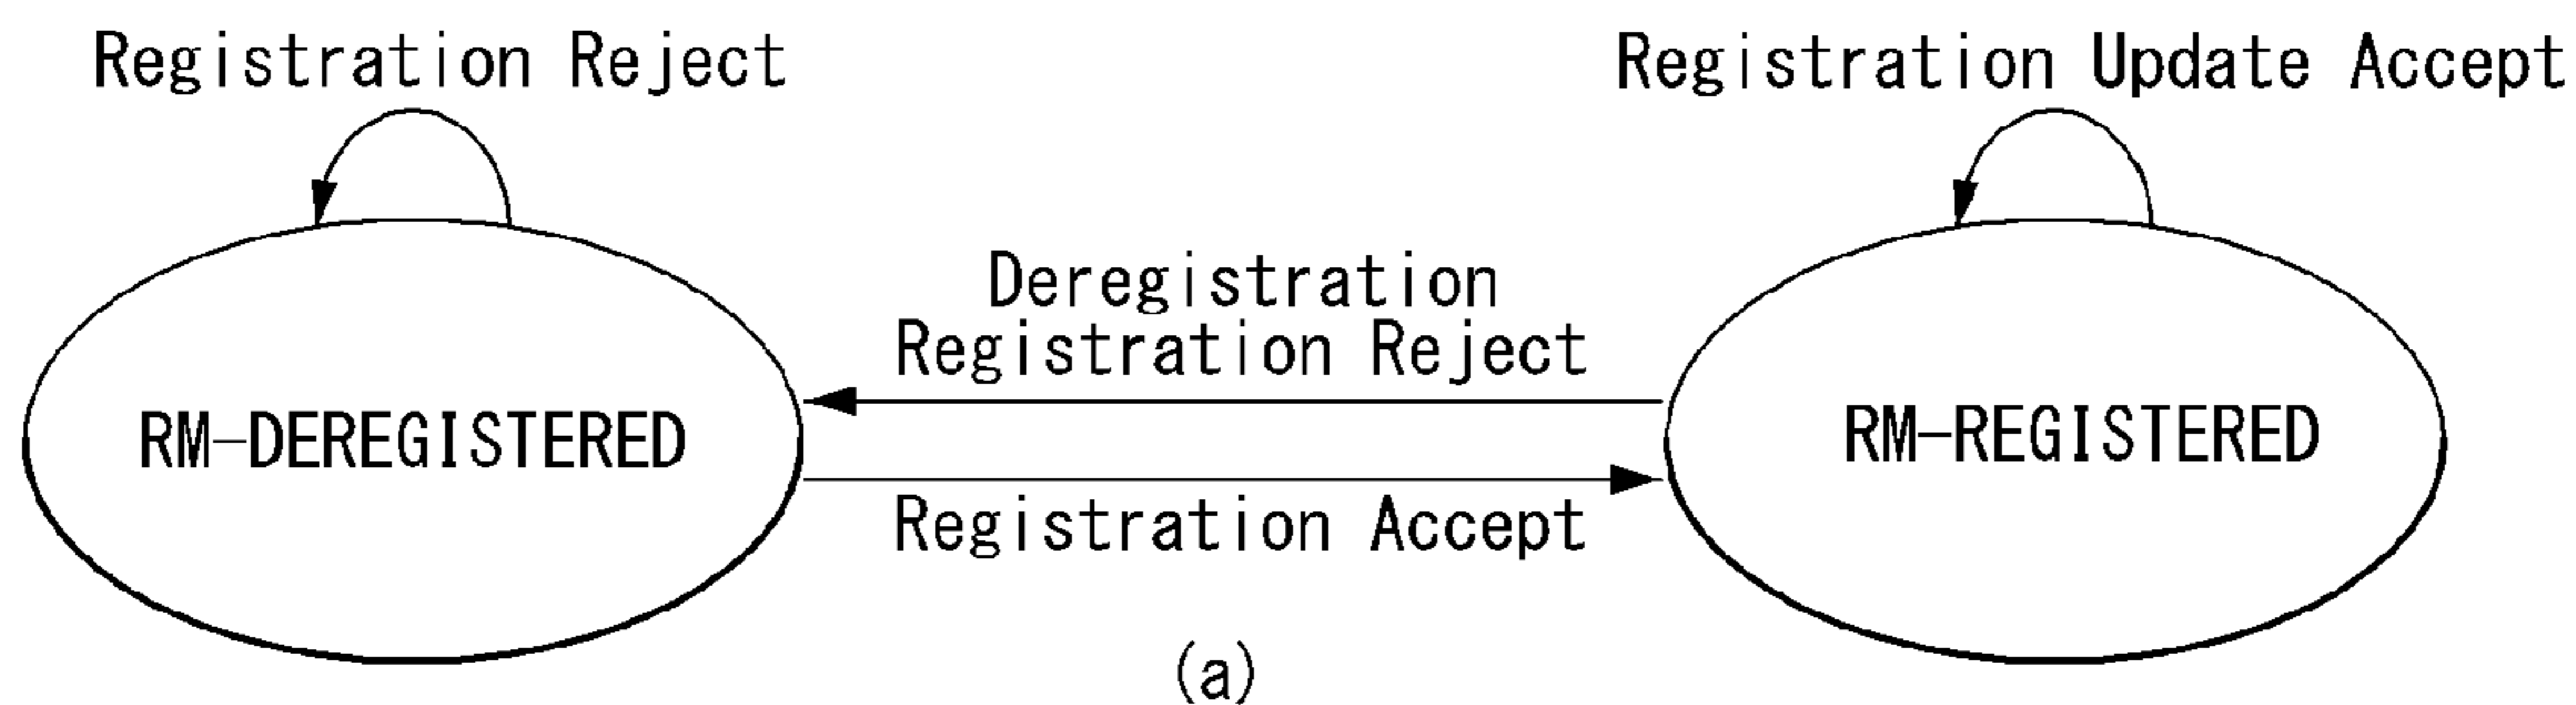 Registration Reject
Registration Update Accept
Deregistration
Registration Reject
RM-DEREGISTERED
RM-REGISTERED
Registration Accept
(a)